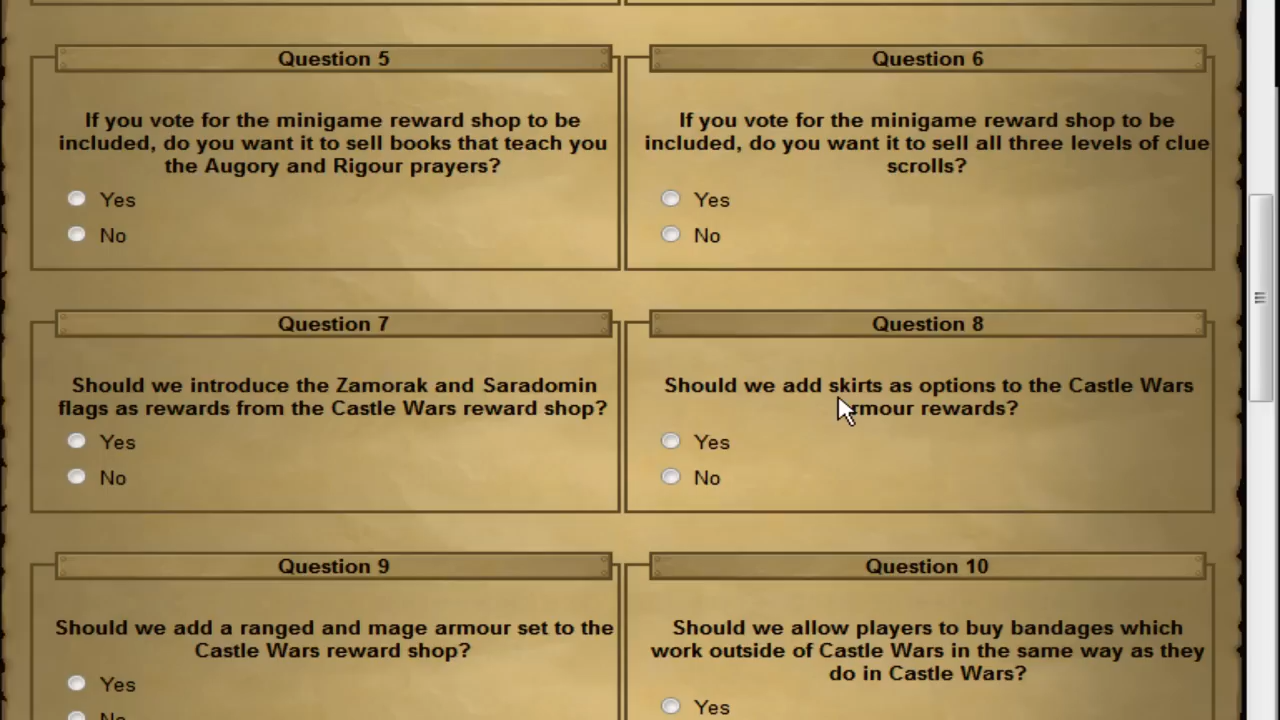 Question 5
If you vote for the minigame reward shop to be
included, do you want it to sell books that teach you
the Augory and Rigour prayers?
Yes
No
Question 6
If you vote for the minigame reward shop to be
included, do you want it to sell all three levels of clue
scrolls?
Yes
No
Question 7
Should we introduce the Zamorak and Saradomin
flags as rewards from the Castle Wars reward shop?
Yes
No
Question 8
Should we add skirts as options to the Castle Wars
rmour rewards?
Yes
No
Question 9
Should we add a ranged and mage armour set to the
Castle Wars reward shop?
Yes
No
Question 10
Should we allow players to buy bandages which
work outside of Castle Wars in the same way as they
do in Castle Wars?
Yes